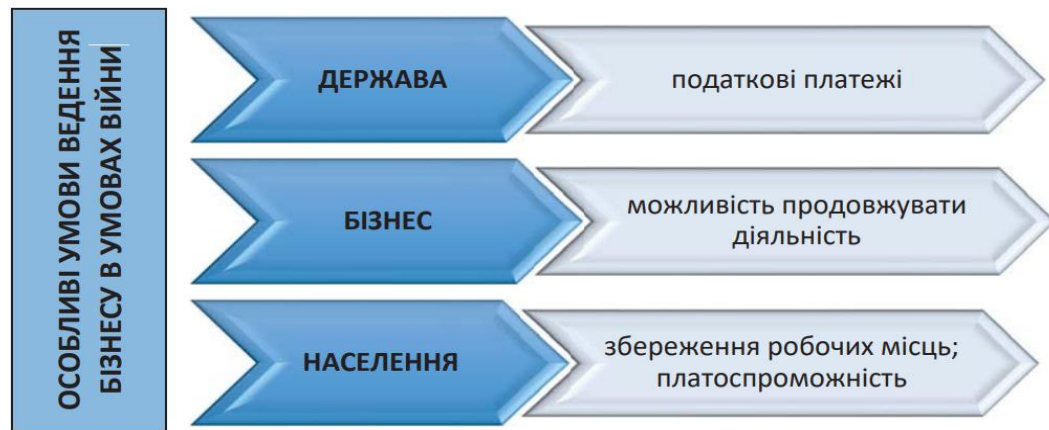 ОСОБЛИВІ УМОВИ ВЕДЕННЯ
БІЗНЕСУ В УМОВАХ ВІЙНИ
ДЕРЖАВА
податкові платежі
БІЗНЕС
можливість продовжувати
діяльність
НАСЕЛЕННЯ
збереження робочих місць;
платоспроможність